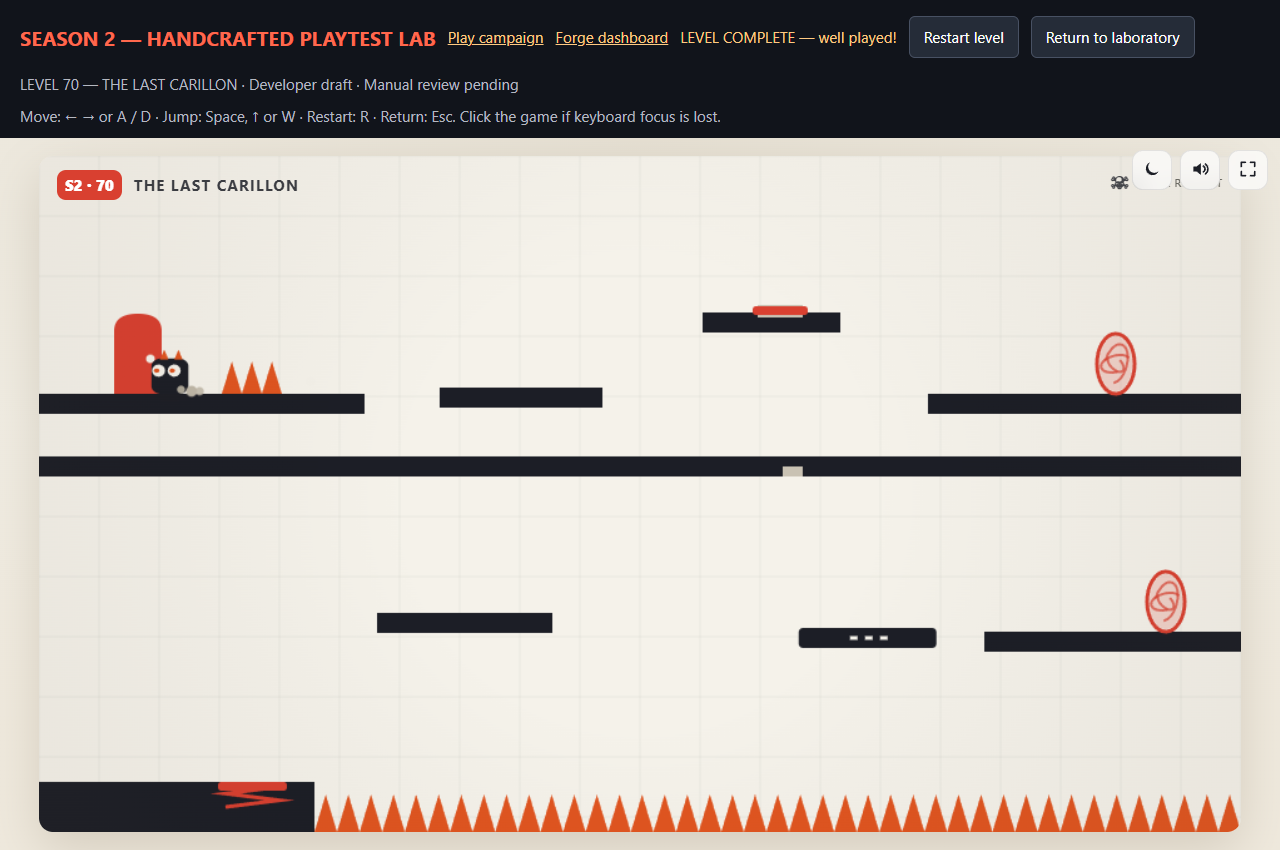 SEASON 2 — HANDCRAFTED PLAYTEST LAB Play campaign Forge dashboard LEVEL COMPLETE — well played! Restart level Return to laboratory
LEVEL 70 — THE LAST CARILLON · Developer draft · Manual review pending
Move: ← → or A / D · Jump: Space, ↑ or W · Restart: R · Return: Esc. Click the game if keyboard focus is lost.
S2 · 70 THE LAST CARILLON